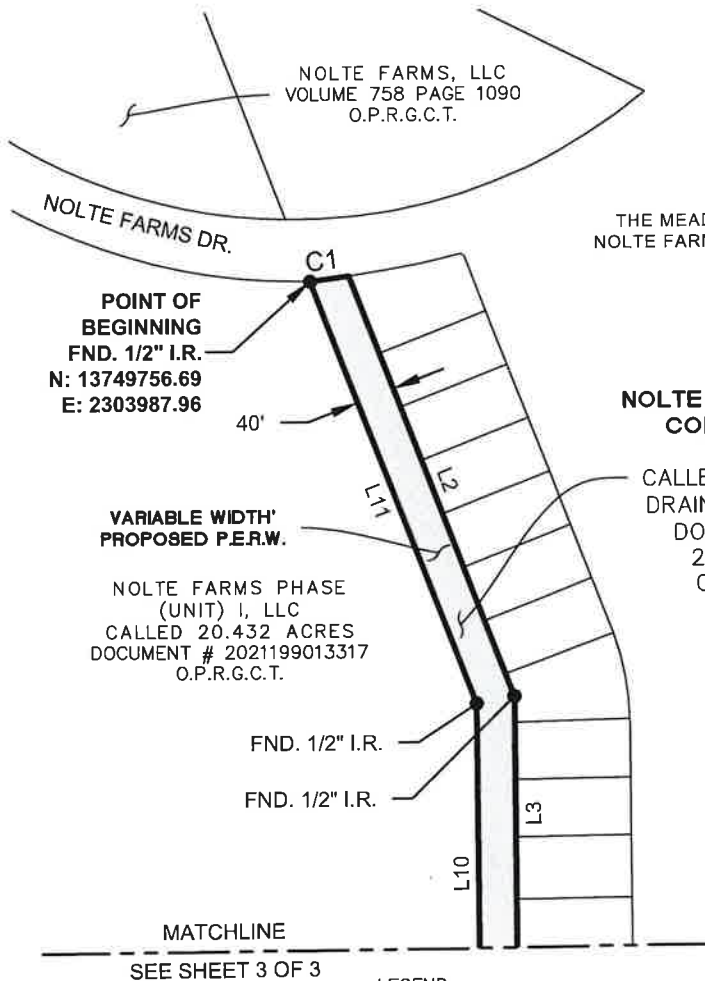 NOLTE FARMS, LLC
VOLUME 758 PAGE 1090
O.P.R.G.C.T.
NOLTE FARMS DR.
THE MEAD
NOLTE FARM
C1
POINT OF
BEGINNING
FND. 1/2" I.R.
N: 13749756.69
E: 2303987.96
40'
NOLTE
CALLE
DRAIN
DO
2
L11
L2
VARIABLE WIDTH'
PROPOSED P.E.R.W.
NOLTE FARMS PHASE
(UNIT) I, LLC
CALLED 20.432 ACRES
DOCUMENT # 2021199013317
O.P.R.G.C.T.
FND. 1/2" I.R.
FND. 1/2" I.R.
L3
L10
MATCHLINE
SEE SHEET 3 OF 3